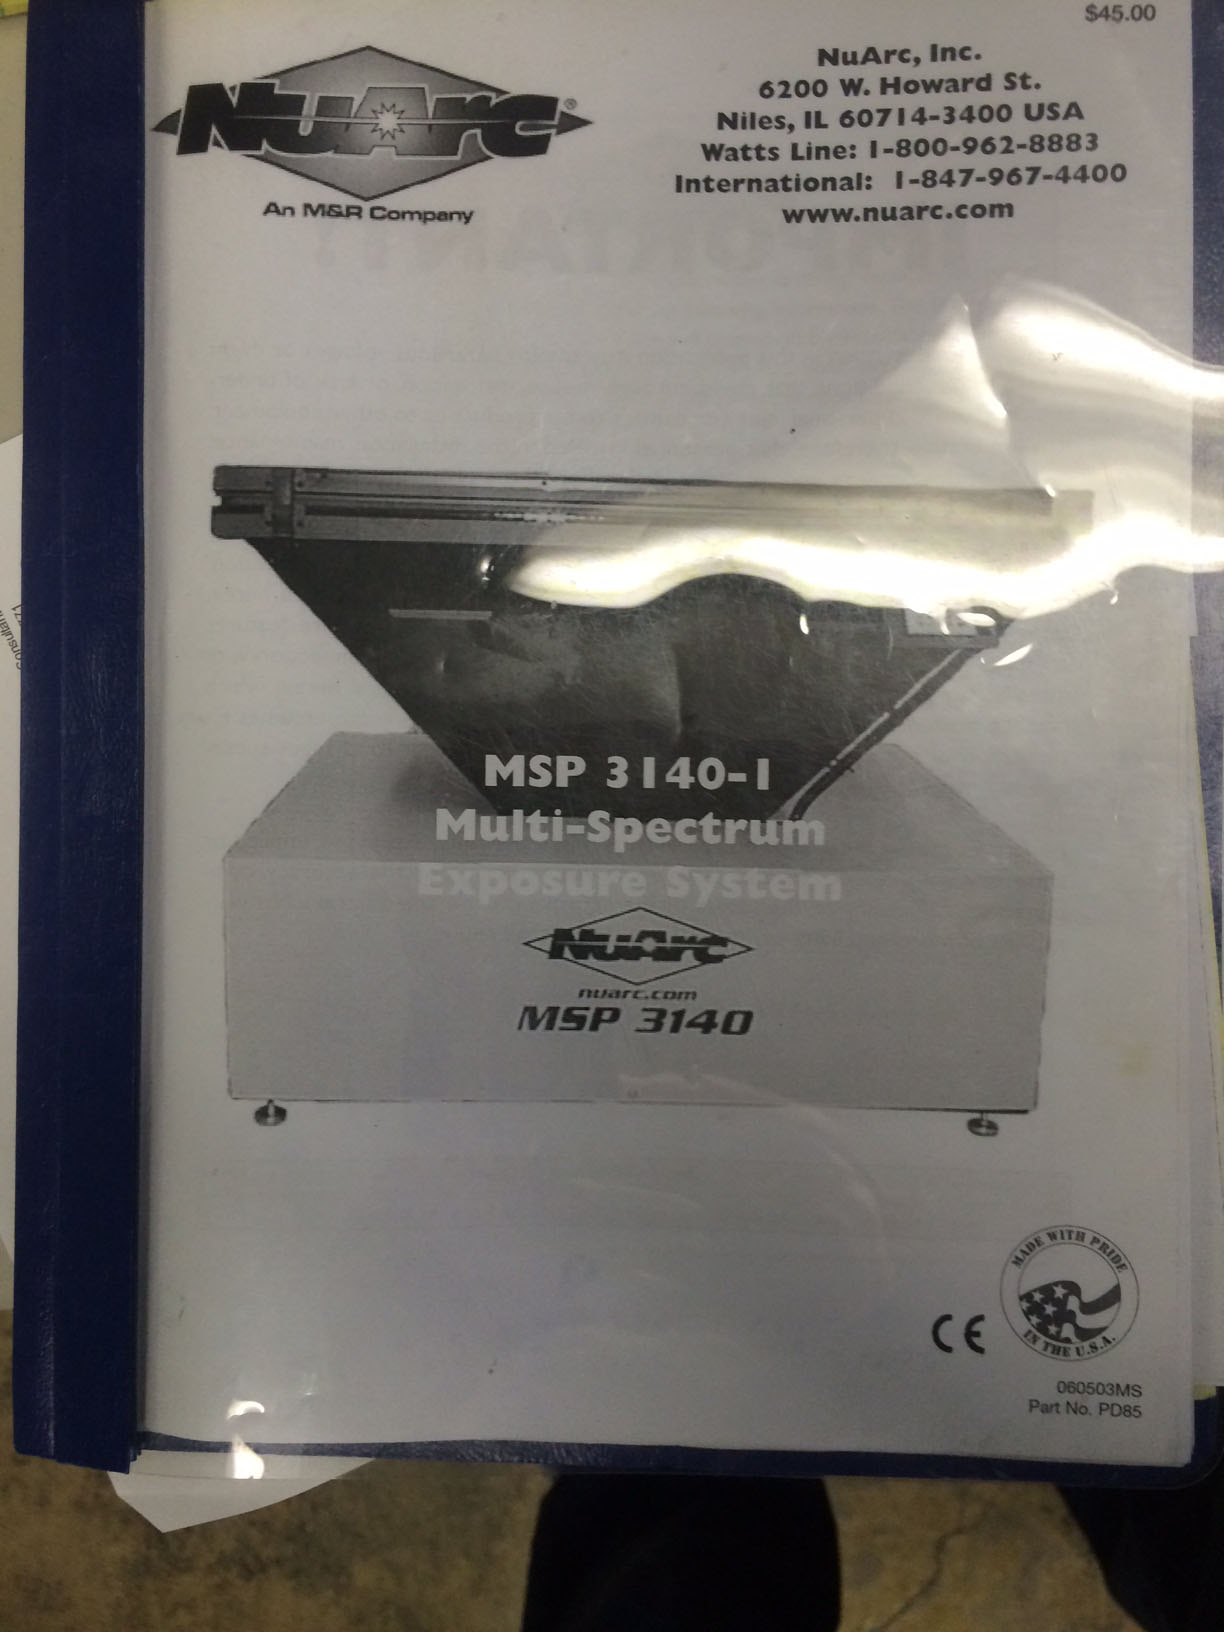 $45.00
NuArc®
An M&R Company
NuArc, Inc.
6200 W. Howard St.
Niles, IL 60714-3400 USA
Watts Line: 1-800-962-8883
International: 1-847-967-4400
www.nuarc.com
MSP 3140-1
Multi-Spectrum
Exposure System
NuArc
nuarc.com
MSP 3140
CE
MADE WITH PRIDE
IN THE U.S.A.
060503MS
Part No. PD85
Consultant